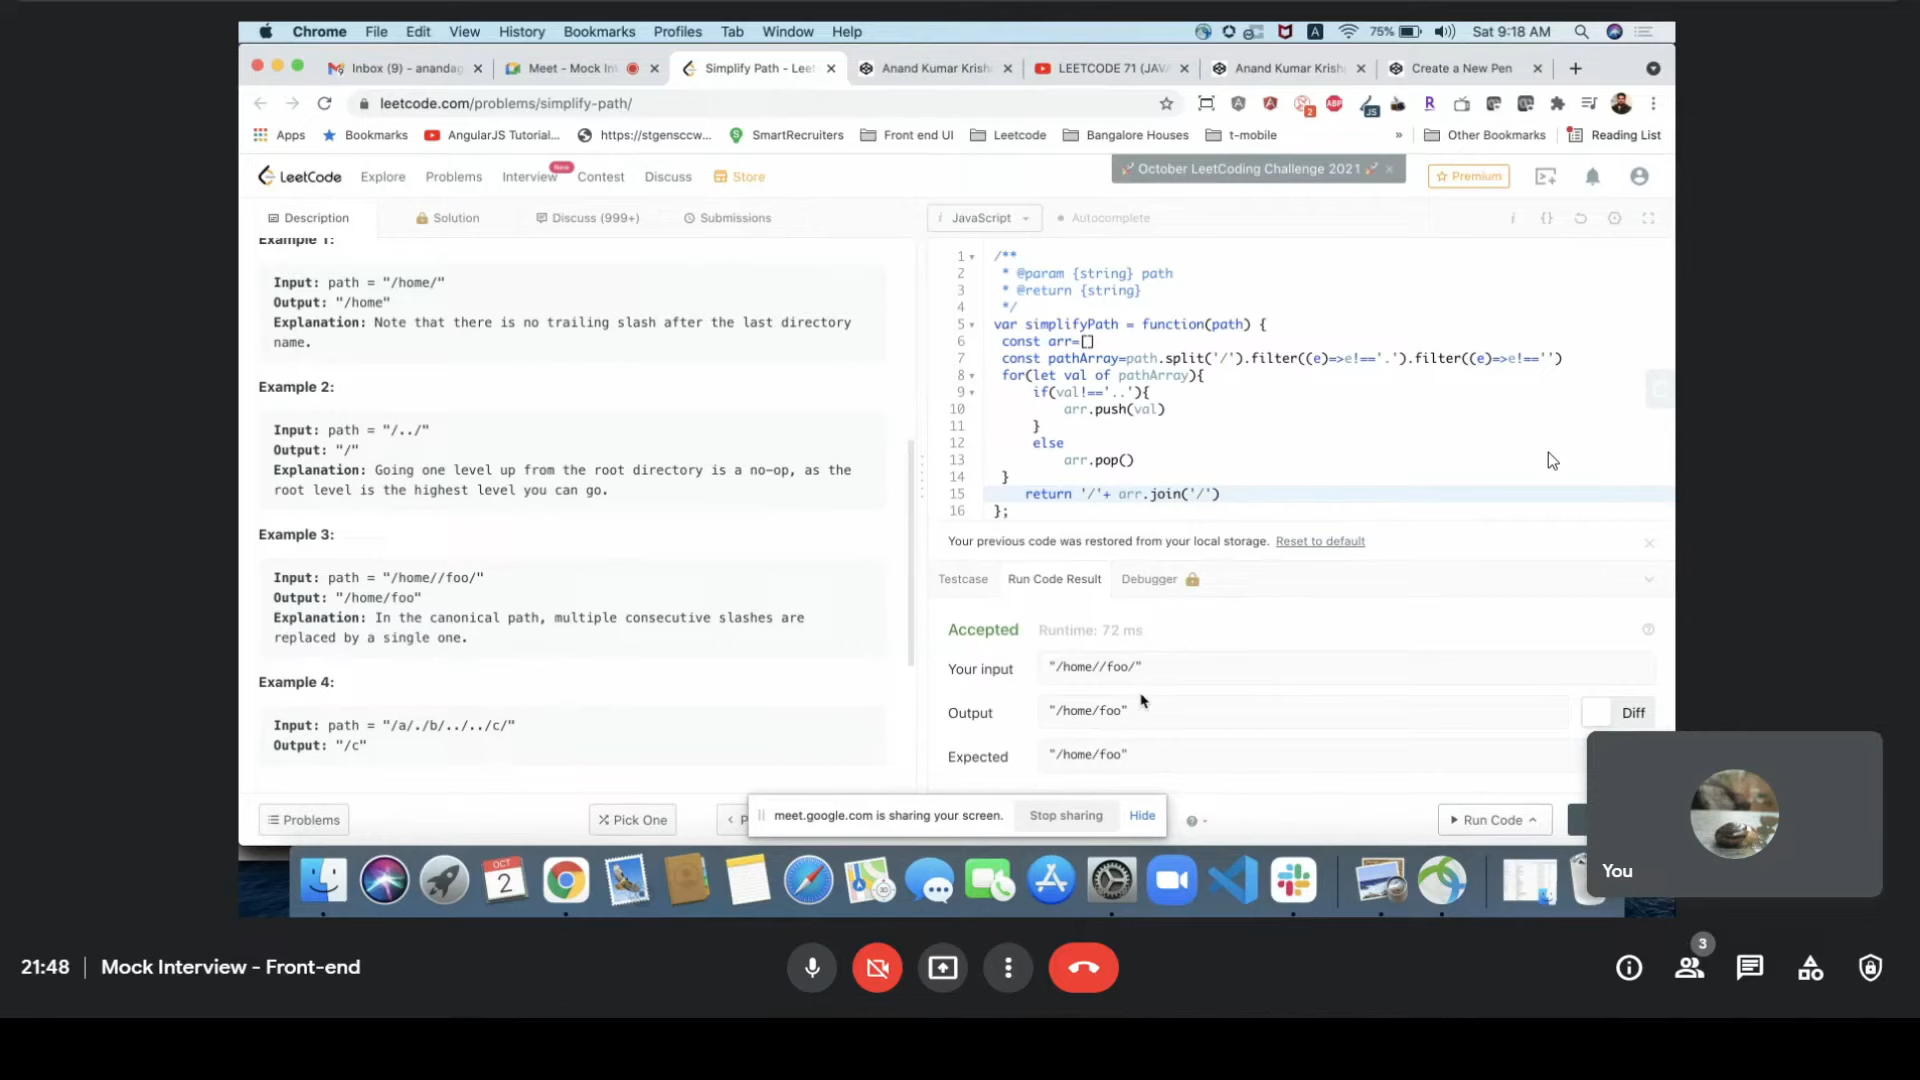 Chrome File Edit View History Bookmarks Profiles Tab Window Help
A 75% Sat 9:18 AM
Inbox (9) - anandag
Meet - Mock In
Simplify Path - Leet
Anand Kumar Krish
LEETCODE 71 (JAV
Anand Kumar Krish
Create a New Pen
leetcode.com/problems/simplify-path/
2
ABP
JS
R
Apps Bookmarks AngularJS Tutorial... https://stgensccw... SmartRecruiters Front end UI Leetcode Bangalore Houses t-mobile » Other Bookmarks Reading List
LeetCode Explore Problems Interview New Contest Discuss Store
October LeetCoding Challenge 2021
Premium
Description Solution Discuss (999+) Submissions
i JavaScript Autocomplete
Example 1:
Input: path = "/home/"
Output: "/home"
Explanation: Note that there is no trailing slash after the last directory
name.
Example 2:
Input: path = "/../"
Output: "/"
Explanation: Going one level up from the root directory is a no-op, as the
root level is the highest level you can go.
Example 3:
Input: path = "/home//foo/"
Output: "/home/foo"
Explanation: In the canonical path, multiple consecutive slashes are
replaced by a single one.
Example 4:
Input: path = "/a/./b/../../c/"
Output: "/c"
Problems
Pick One
< P
1 /**
2 * @param {string} path
3 * @return {string}
4 */
5 var simplifyPath = function(path) {
6 const arr=[]
7 const pathArray=path.split('/').filter((e)=>e!=='.').filter((e)=>e!=='')
8 for(let val of pathArray){
9 if(val!=='..'){
10 arr.push(val)
11 }
12 else
13 arr.pop()
14 }
15 return '/'+ arr.join('/')
16 };
Your previous code was restored from your local storage. Reset to default
Testcase Run Code Result Debugger
Accepted Runtime: 72 ms
Your input "/home//foo/"
Output "/home/foo"
Diff
Expected "/home/foo"
meet.google.com is sharing your screen. Stop sharing Hide
Run Code
OCT
2
You
21:48 Mock Interview - Front-end
3